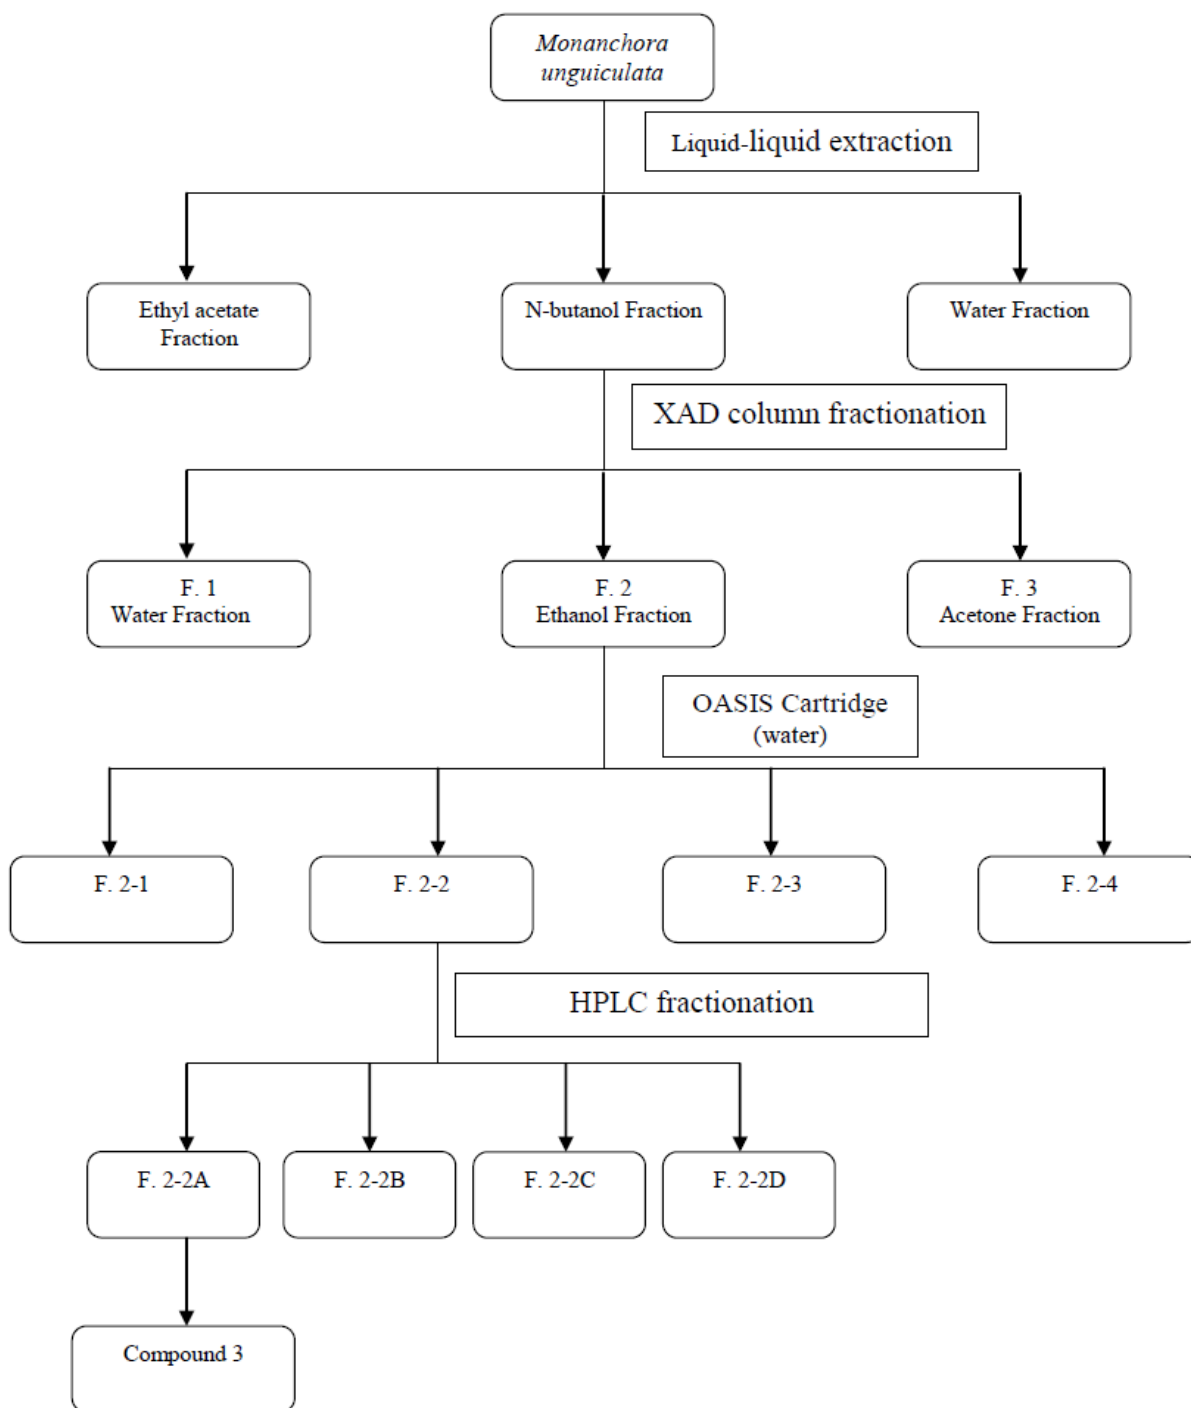 Monanchora
unguiculata
Liquid-liquid extraction
Ethyl acetate
Fraction
N-butanol Fraction
Water Fraction
XAD column fractionation
F. 1
Water Fraction
F. 2
Ethanol Fraction
F. 3
Acetone Fraction
OASIS Cartridge
(water)
F. 2-1
F. 2-2
F. 2-3
F. 2-4
HPLC fractionation
F. 2-2A
F. 2-2B
F. 2-2C
F. 2-2D
Compound 3